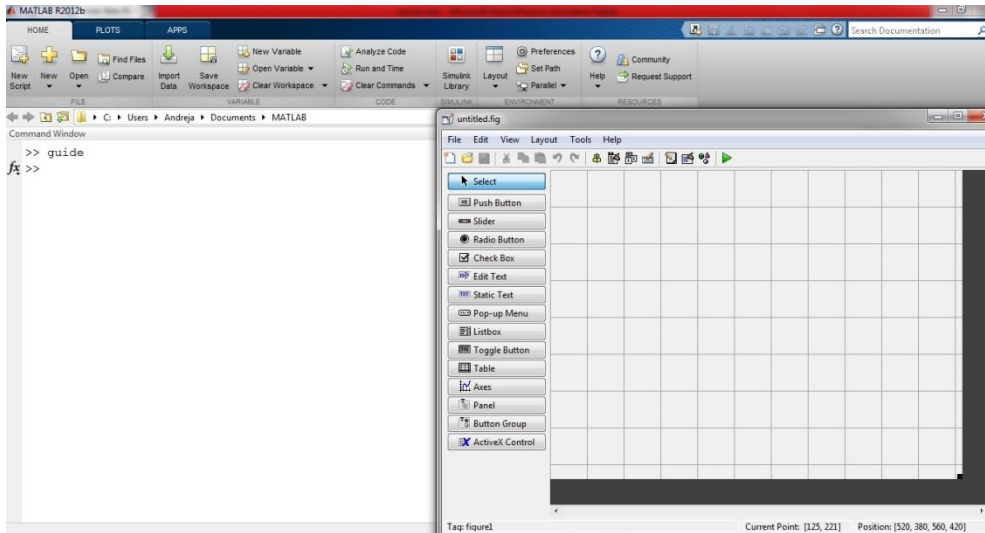 MATLAB R2012b
HOME PLOTS APPS
Search Documentation
New Script
New
Open
Find Files
Compare
Import Data
Save Workspace
New Variable
Open Variable
Clear Workspace
Analyze Code
Run and Time
Clear Commands
Simulink Library
Layout
Preferences
Set Path
Parallel
Help
Community
Request Support
FILE VARIABLE CODE SIMULINK ENVIRONMENT RESOURCES
C: Users Andreja Documents MATLAB
Command Window
>> guide
fx >>
untitled.fig
File Edit View Layout Tools Help
Select
Push Button
Slider
Radio Button
Check Box
Edit Text
Static Text
Pop-up Menu
Listbox
Toggle Button
Table
Axes
Panel
Button Group
ActiveX Control
Tag: figure1 Current Point: [125, 221] Position: [520, 380, 560, 420]